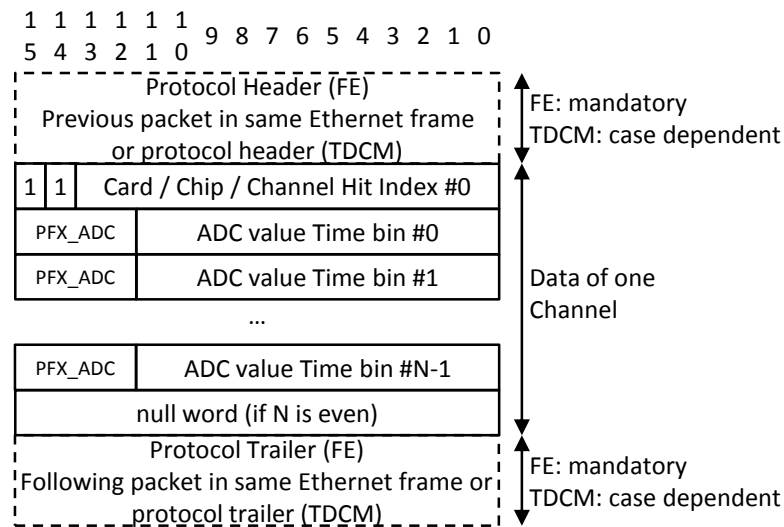 1 1 1 1 1 1 9 8 7 6 5 4 3 2 1 0
5 4 3 2 1 0
Protocol Header (FE)
Previous packet in same Ethernet frame
or protocol header (TDCM)
FE: mandatory
TDCM: case dependent
1 1 Card / Chip / Channel Hit Index #0
PFX_ADC ADC value Time bin #0
PFX_ADC ADC value Time bin #1
...
Data of one
Channel
PFX_ADC ADC value Time bin #N-1
null word (if N is even)
Protocol Trailer (FE)
Following packet in same Ethernet frame or
protocol trailer (TDCM)
FE: mandatory
TDCM: case dependent